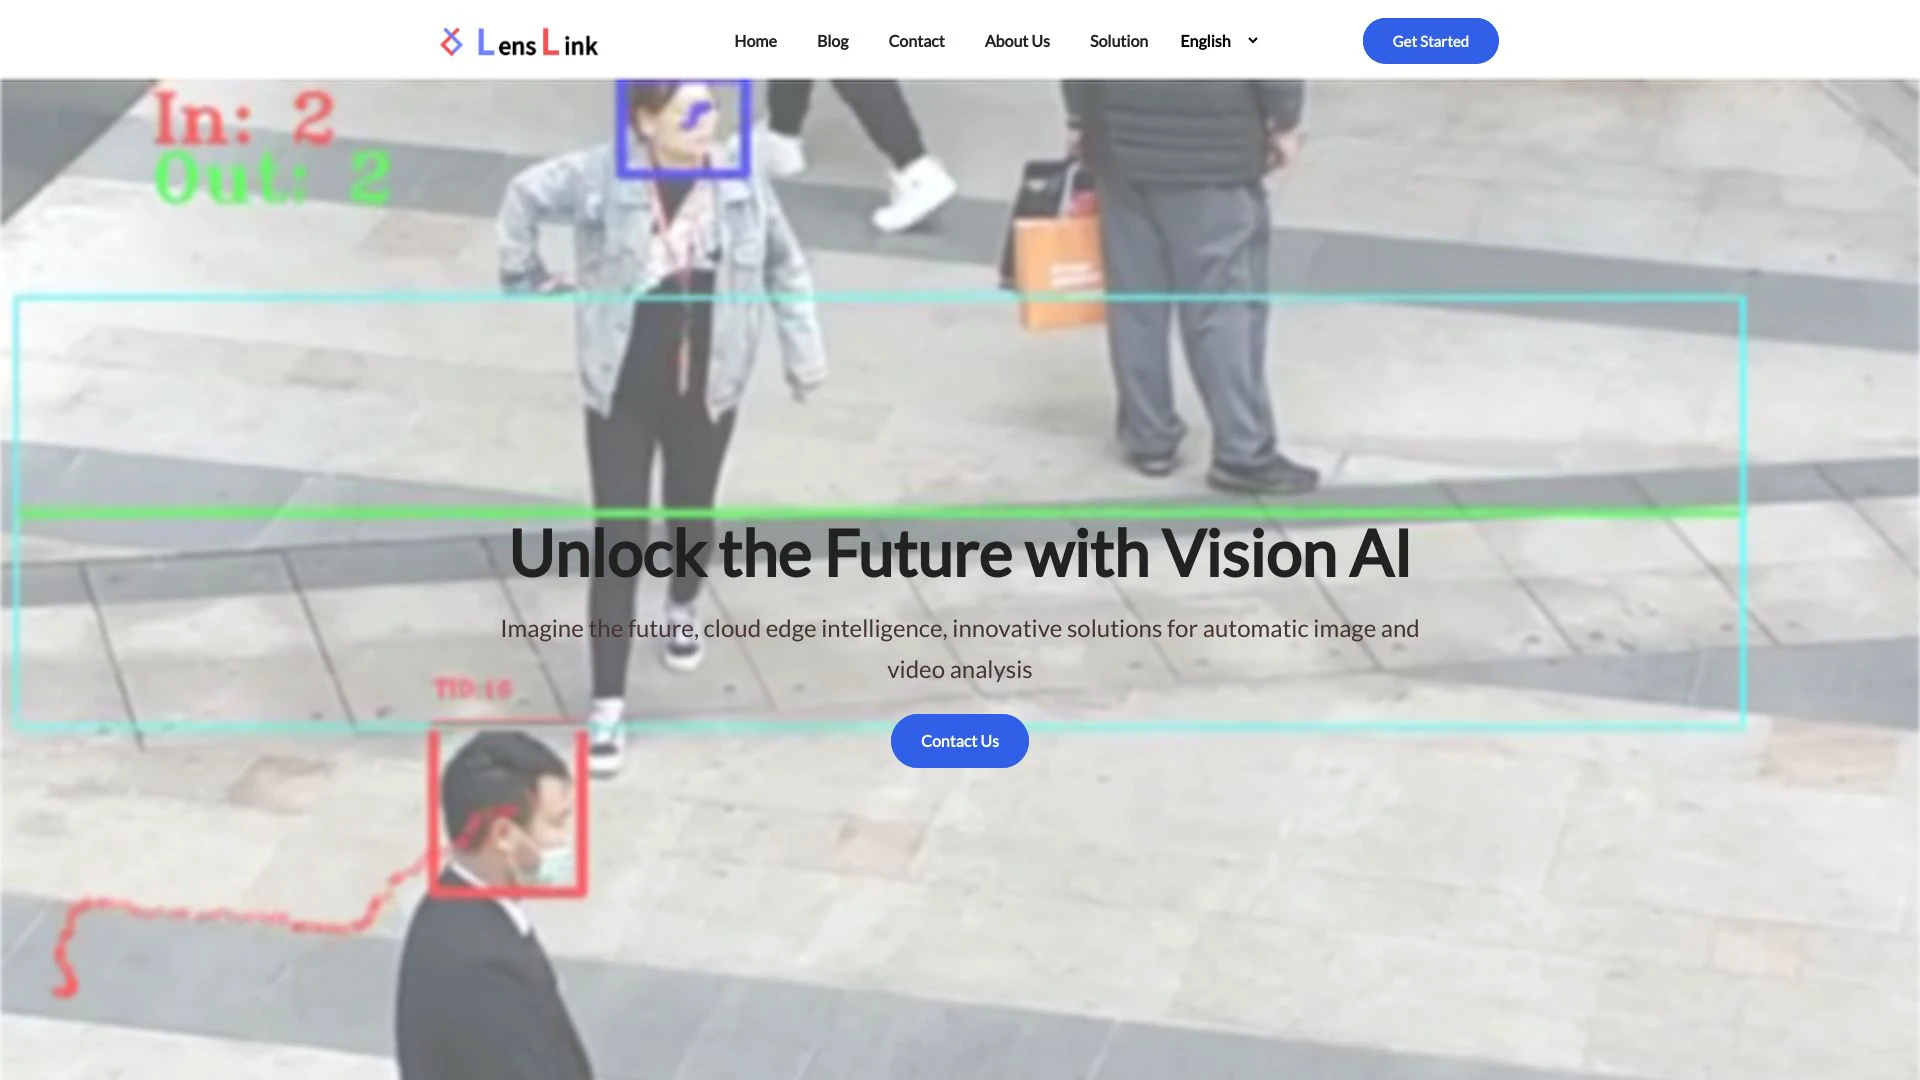 LensLink
Home Blog Contact About Us Solution English Get Started
In: 2
Out: 2
Unlock the Future with Vision AI
Imagine the future, cloud edge intelligence, innovative solutions for automatic image and
video analysis
TID:16
Contact Us